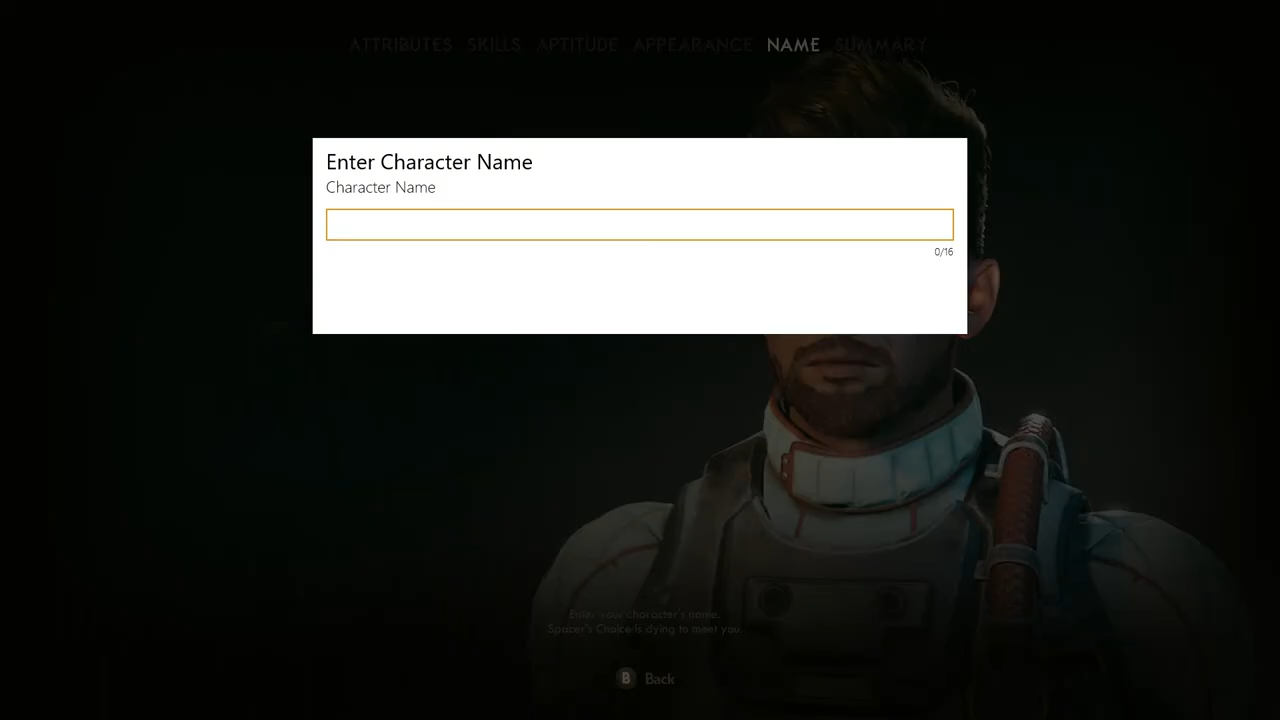 ATTRIBUTES SKILLS APTITUDE APPEARANCE NAME SUMMARY
Enter Character Name
Character Name
0/16
Enter your character's name.
Spacer's Choice is dying to meet you.
B Back